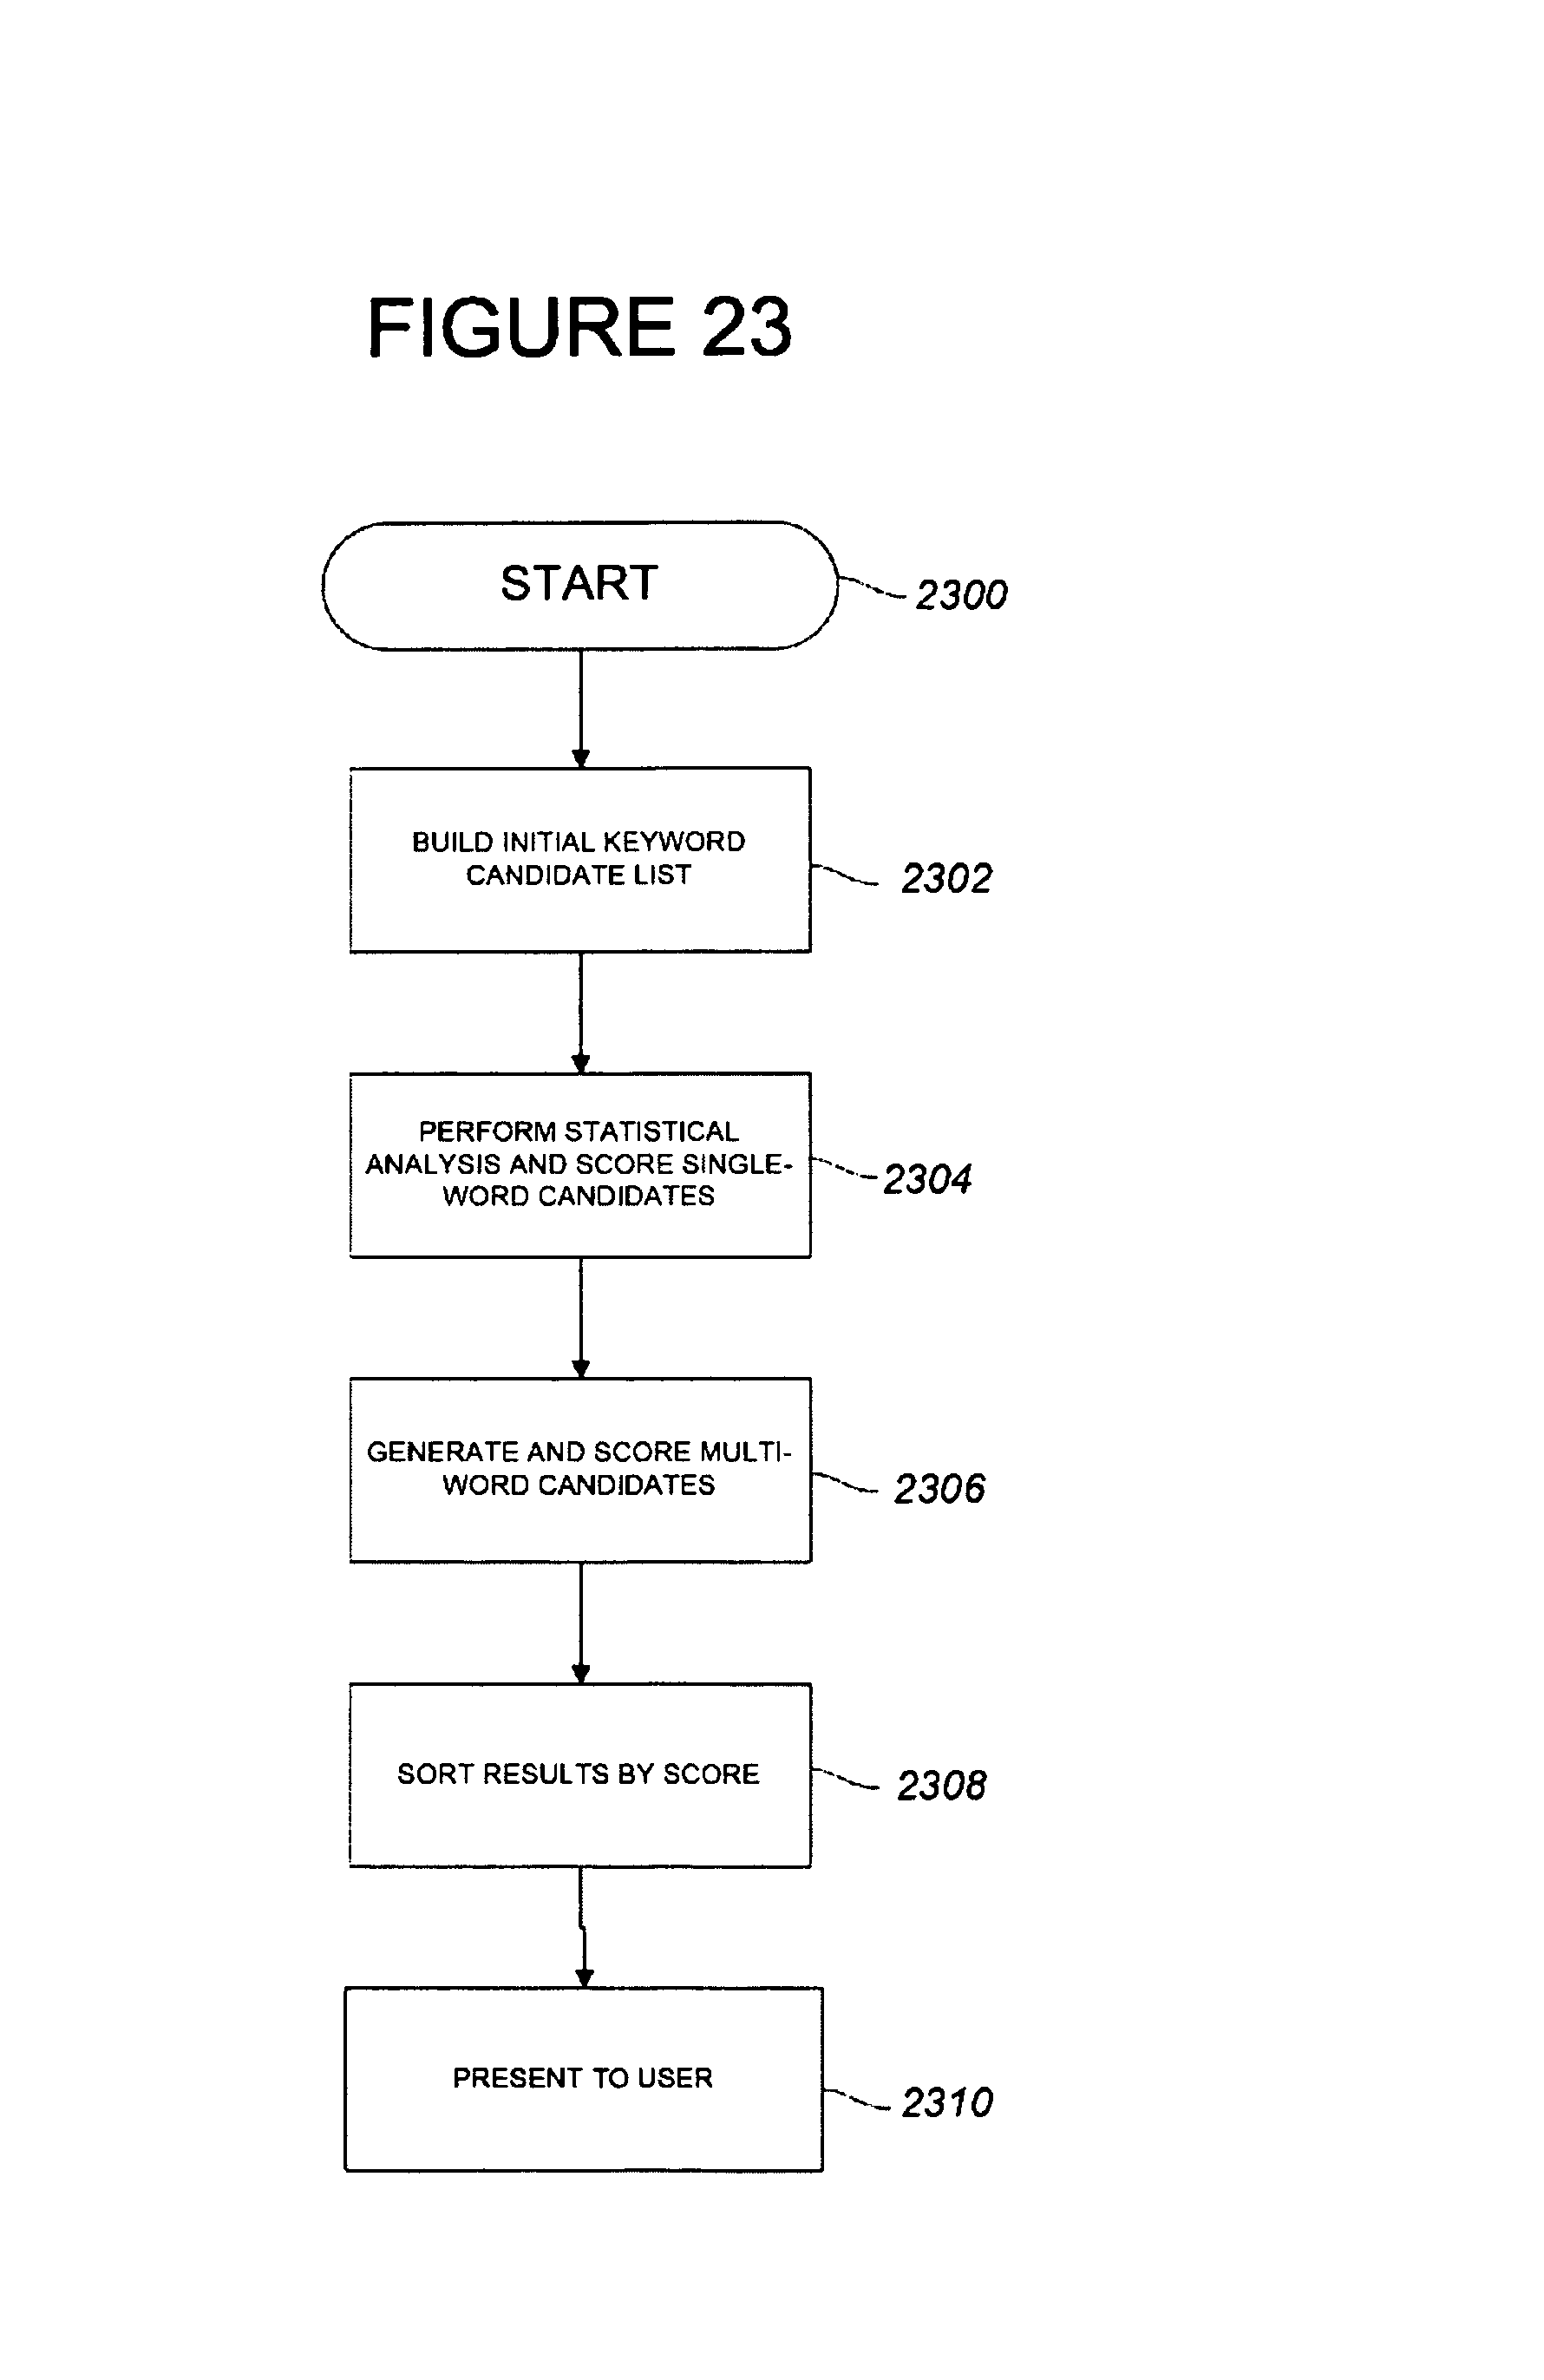 FIGURE 23
START
2300
BUILD INITIAL KEYWORD
CANDIDATE LIST
2302
PERFORM STATISTICAL
ANALYSIS AND SCORE SINGLE-
WORD CANDIDATES
2304
GENERATE AND SCORE MULTI-
WORD CANDIDATES
2306
SORT RESULTS BY SCORE
2308
PRESENT TO USER
2310